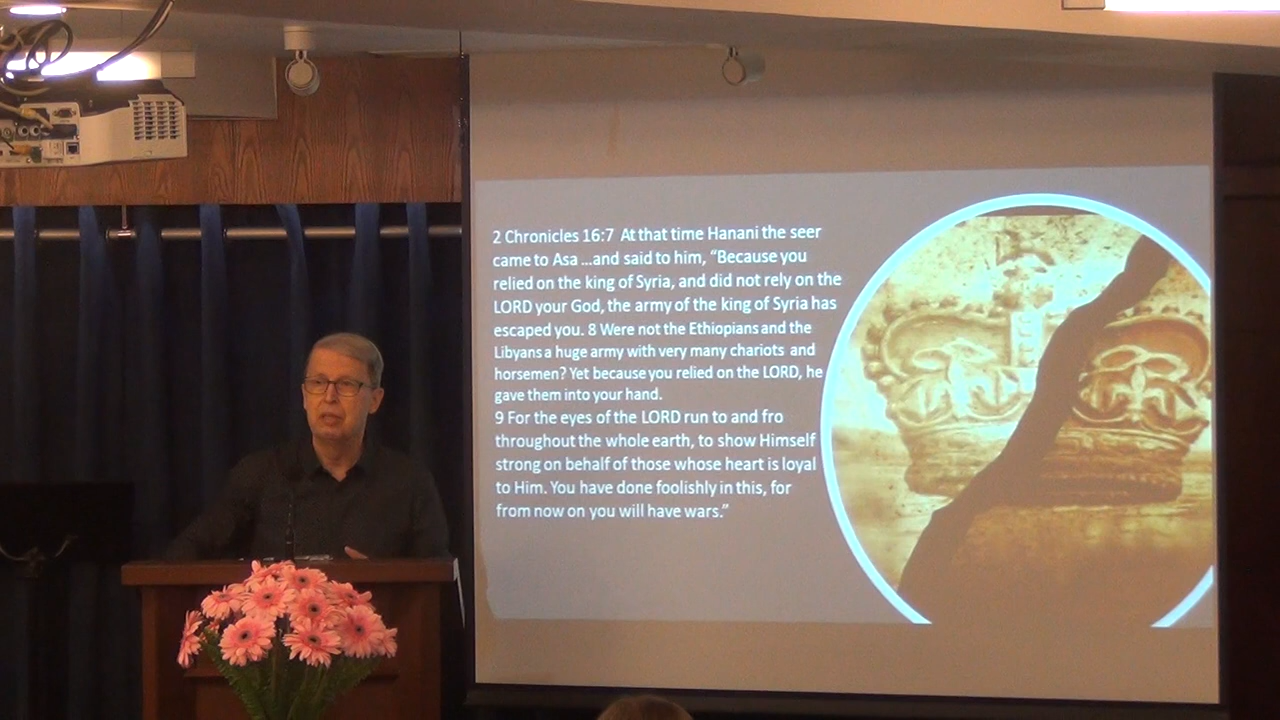 2 Chronicles 16:7 At that time Hanani the seer
came to Asa ...and said to him, “Because you
relied on the king of Syria, and did not rely on the
LORD your God, the army of the king of Syria has
escaped you. 8 Were not the Ethiopians and the
Libyans a huge army with very many chariots and
horsemen? Yet because you relied on the LORD, he
gave them into your hand.
9 For the eyes of the LORD run to and fro
throughout the whole earth, to show Himself
strong on behalf of those whose heart is loyal
to Him. You have done foolishly in this, for
from now on you will have wars.”